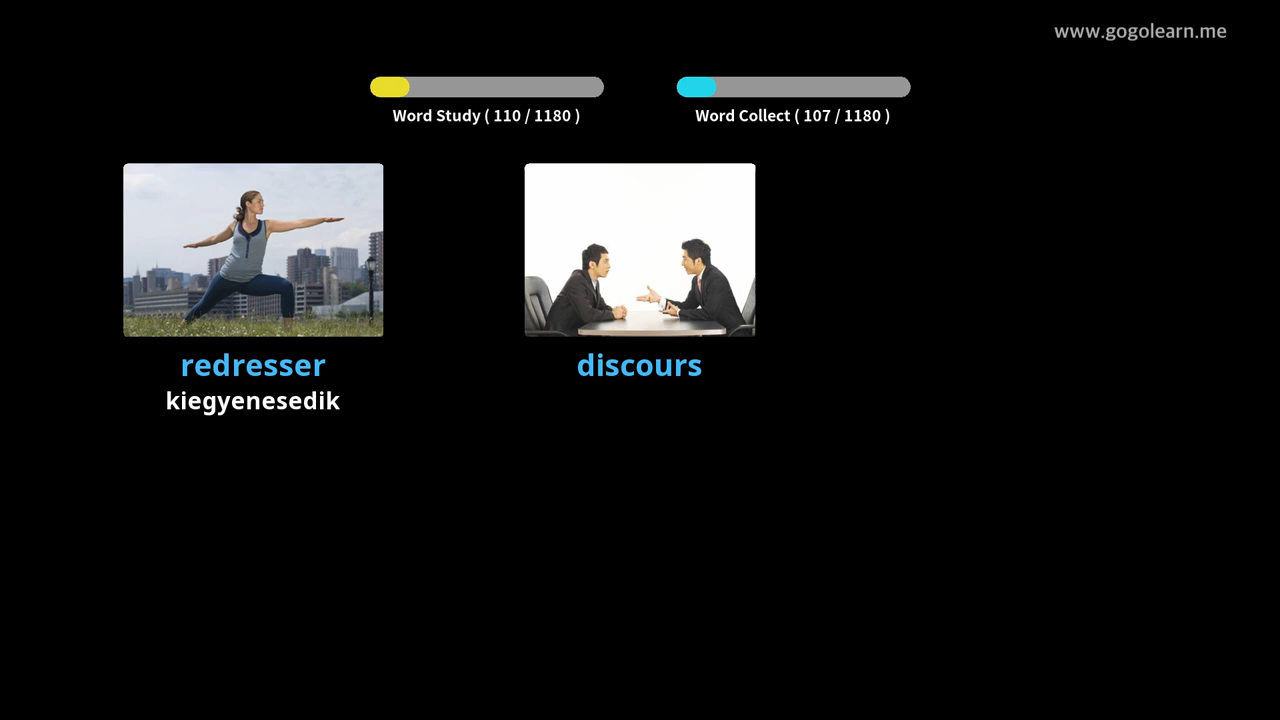 www.gogolearn.me
Word Study ( 110 / 1180 )
Word Collect ( 107 / 1180 )
redresser
kiegyenesedik
discours